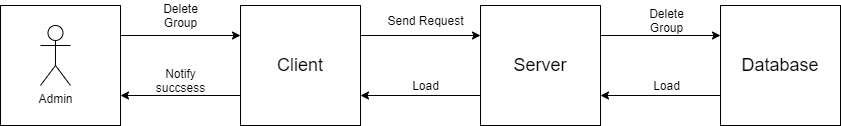 Delete
Group
Send Request
Delete
Group
Client
Server
Database
Notify
succsess
Load
Load
Admin